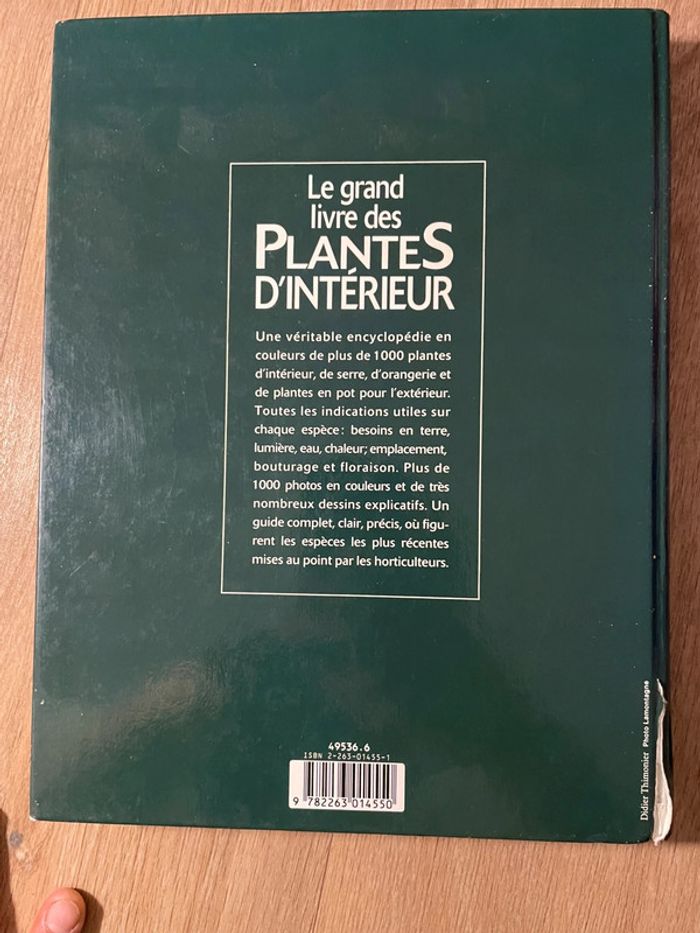 Le grand
livre des
PLANTES
D'INTÉRIEUR
Une véritable encyclopédie en
couleurs de plus de 1000 plantes
d'intérieur, de serre, d'orangerie et
de plantes en pot pour l'extérieur.
Toutes les indications utiles sur
chaque espèce : besoins en terre,
lumière, eau, chaleur; emplacement,
bouturage et floraison. Plus de
1000 photos en couleurs et de très
nombreux dessins explicatifs. Un
guide complet, clair, précis, où figu-
rent les espèces les plus récentes
mises au point par les horticulteurs.
49536.6
ISBN 2-263-01455-1
9 782263 014550
Didier Thimonier Photo Lamontagne